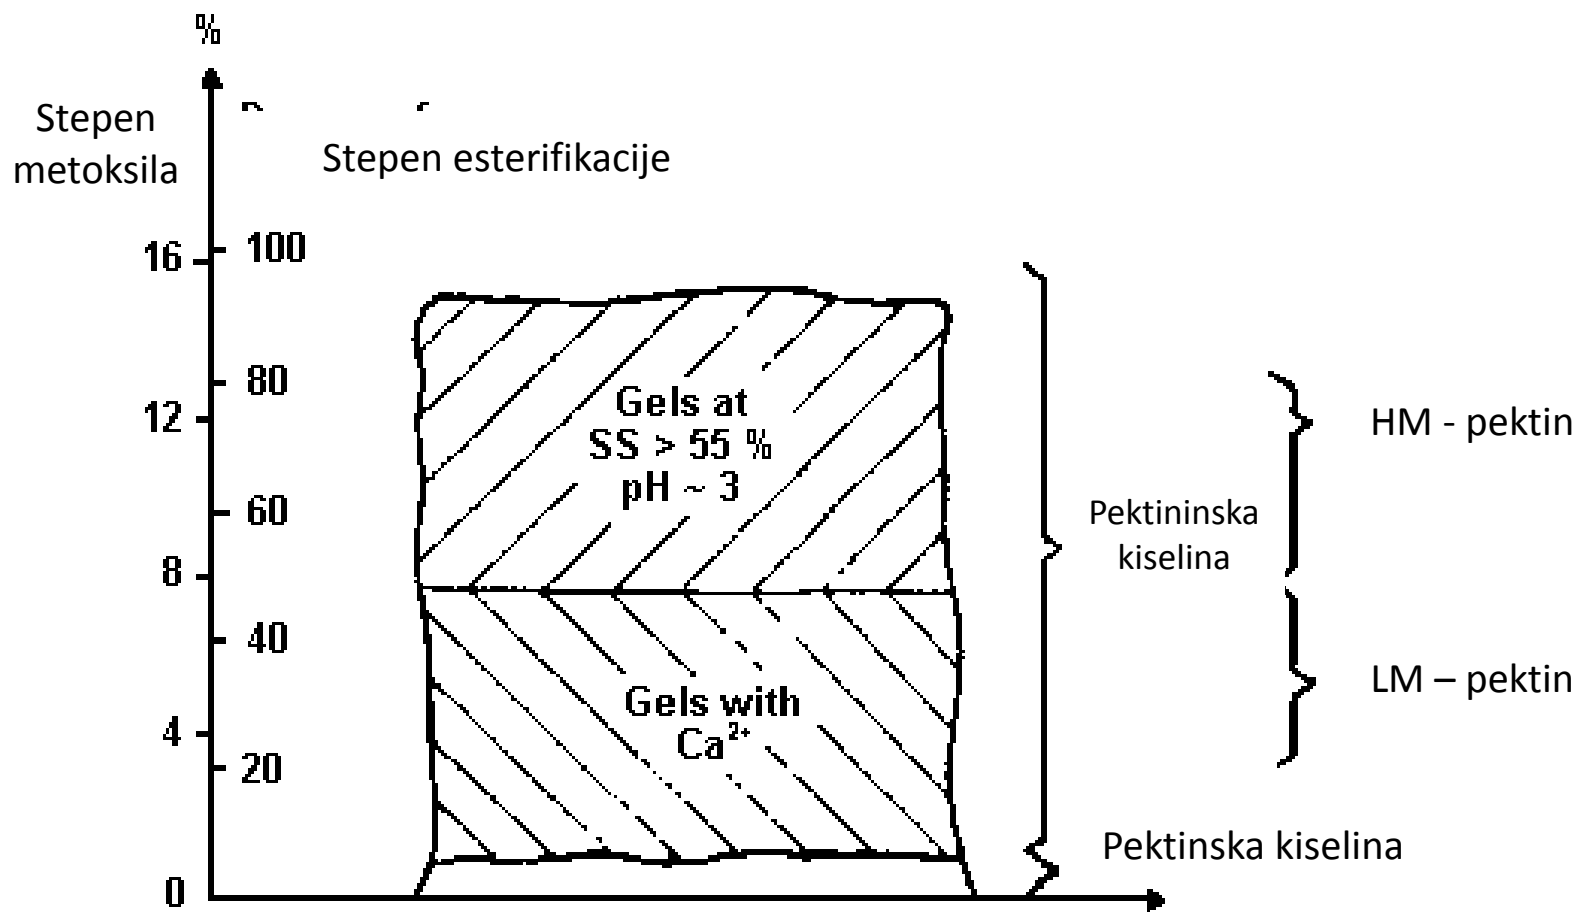 %
Stepen
metoksila
Stepen esterifikacije
16
100
80
12
60
8
40
4
20
0
Gels at
SS > 55 %
pH ~ 3
Gels with
Ca²⁺
Pektininska
kiselina
HM - pektin
LM – pektin
Pektinska kiselina